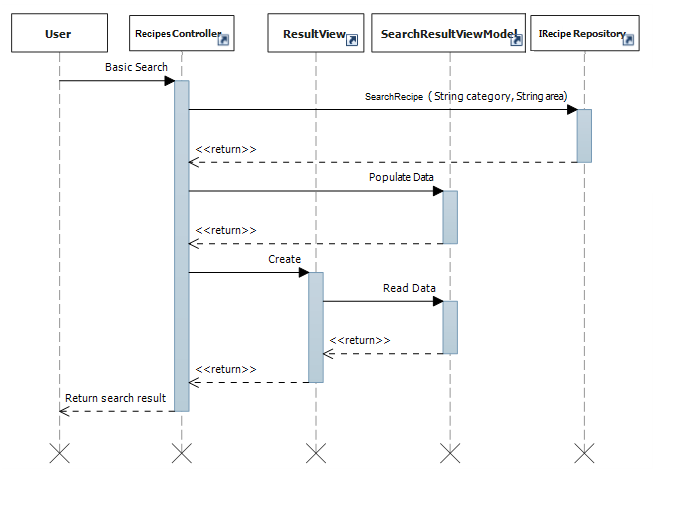 User
Recipes Controller
ResultView
SearchResultViewModel
IRecipe Repository
Basic Search
SearchRecipe ( String category, String area)
<<return>>
Populate Data
<<return>>
Create
Read Data
<<return>>
<<return>>
Return search result